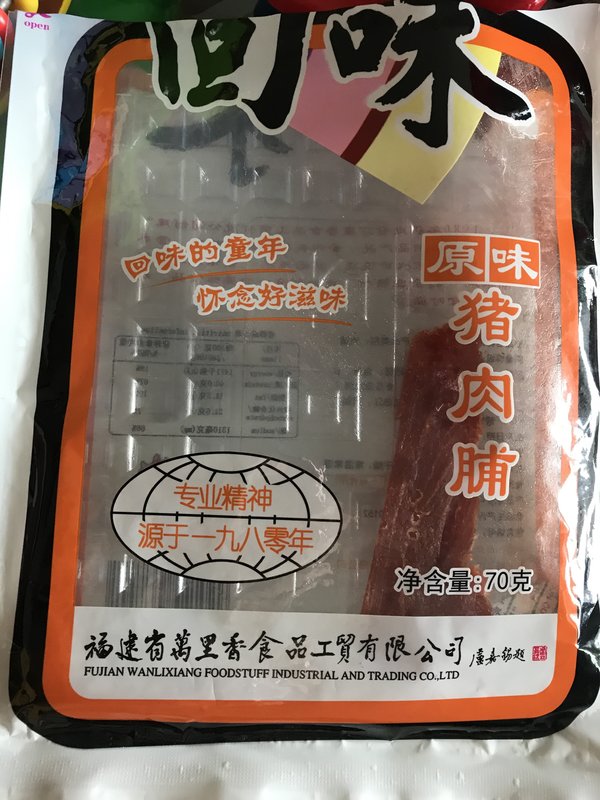 open
回味
回味的童年
怀念好滋味
原味
猪肉脯
专业精神
源于一九八零年
净含量:70克
福建省萬里香食品工貿有限公司
FUJIAN WANLIXIANG FOODSTUFF INDUSTRIAL AND TRADING CO.,LTD